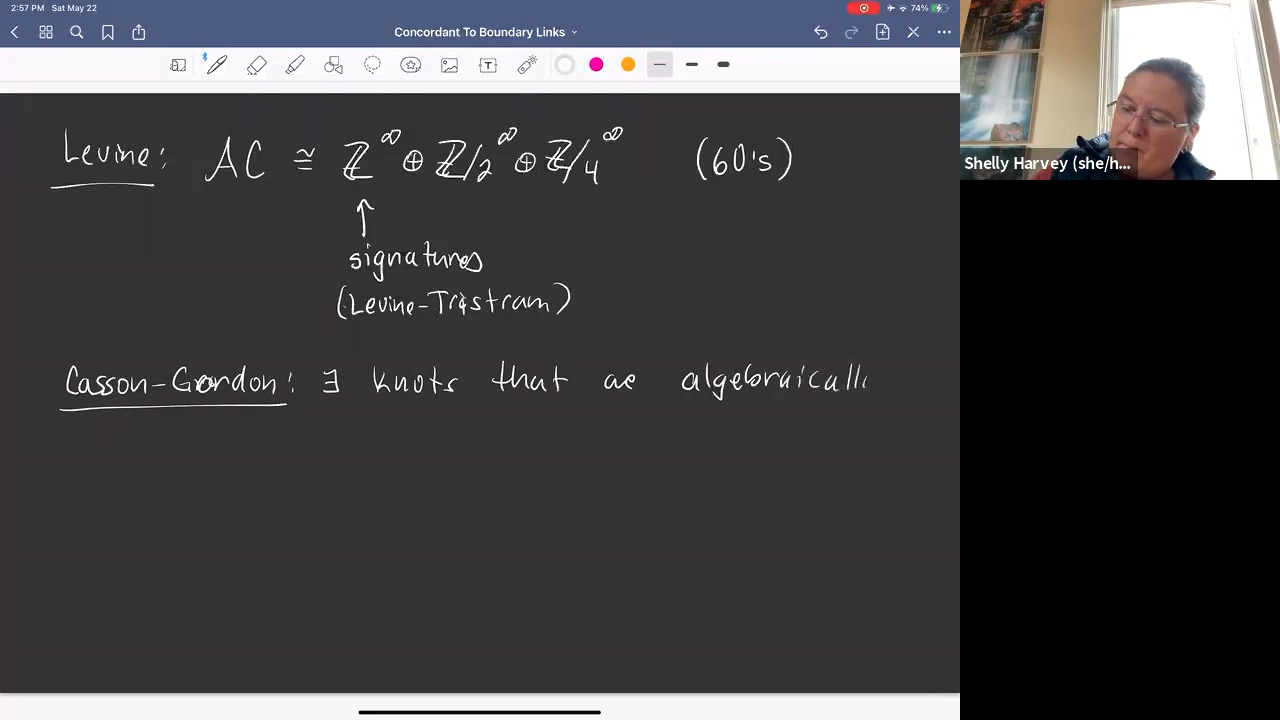 2:57 PM Sat May 22
74%
Concordant To Boundary Links
Shelly Harvey (she/h...
Levine: AC ≅ ℤ^∞ ⊕ ℤ/2^∞ ⊕ ℤ/4^∞ (60's)
↑
signatures
(Levine-Tristram)
Casson-Gordon: ∃ knots that are algebraically